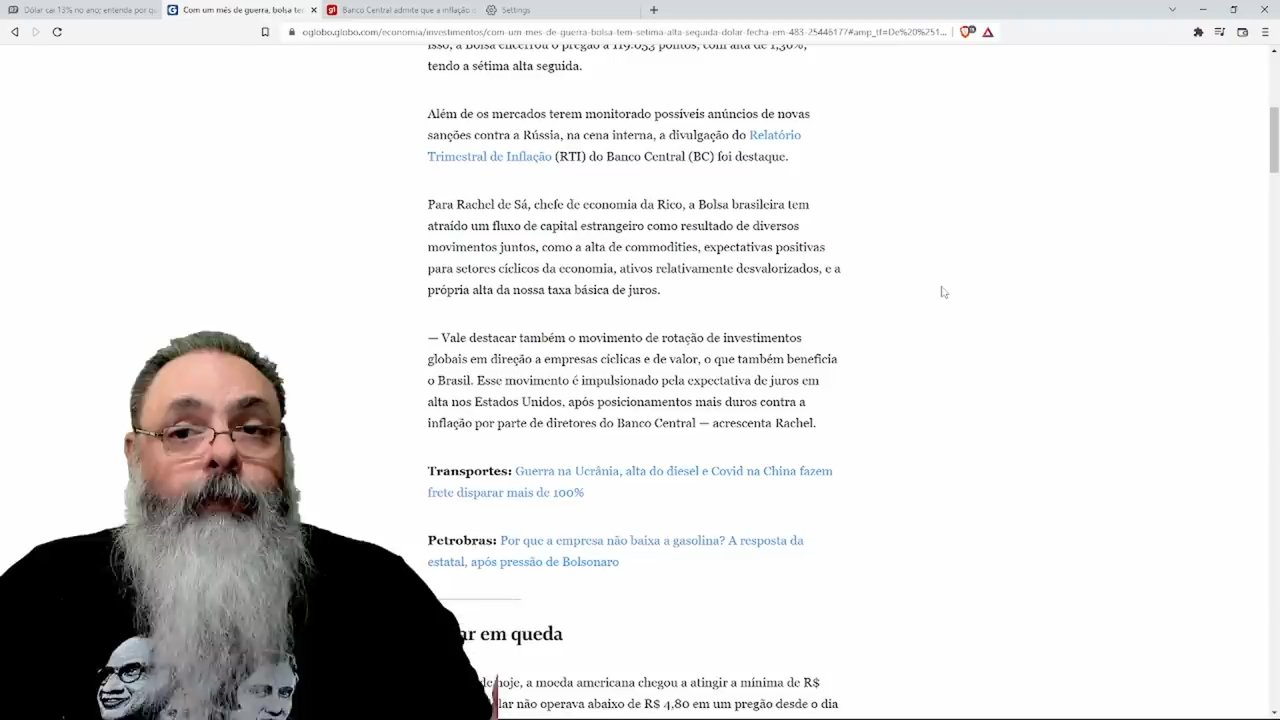 Dólar cai 13% no ano; entenda por qu
Com um mês de guerra, bolsa te
Banco Central admite que a inflação
Settings
oglobo.globo.com/economia/investimentos/com-um-mes-de-guerra-bolsa-tem-setima-alta-seguida-dolar-fecha-em-483-25446177#amp_tf=De%20%251...
isso, a Bolsa encerrou o pregão a 119.053 pontos, com alta de 1,36%,
tendo a sétima alta seguida.
Além de os mercados terem monitorado possíveis anúncios de novas
sanções contra a Rússia, na cena interna, a divulgação do Relatório
Trimestral de Inflação (RTI) do Banco Central (BC) foi destaque.
Para Rachel de Sá, chefe de economia da Rico, a Bolsa brasileira tem
atraído um fluxo de capital estrangeiro como resultado de diversos
movimentos juntos, como a alta de commodities, expectativas positivas
para setores cíclicos da economia, ativos relativamente desvalorizados, e a
própria alta da nossa taxa básica de juros.
— Vale destacar também o movimento de rotação de investimentos
globais em direção a empresas cíclicas e de valor, o que também beneficia
o Brasil. Esse movimento é impulsionado pela expectativa de juros em
alta nos Estados Unidos, após posicionamentos mais duros contra a
inflação por parte de diretores do Banco Central — acrescenta Rachel.
Transportes: Guerra na Ucrânia, alta do diesel e Covid na China fazem
frete disparar mais de 100%
Petrobras: Por que a empresa não baixa a gasolina? A resposta da
estatal, após pressão de Bolsonaro
ar em queda
de hoje, a moeda americana chegou a atingir a mínima de R$
lar não operava abaixo de R$ 4,80 em um pregão desde o dia